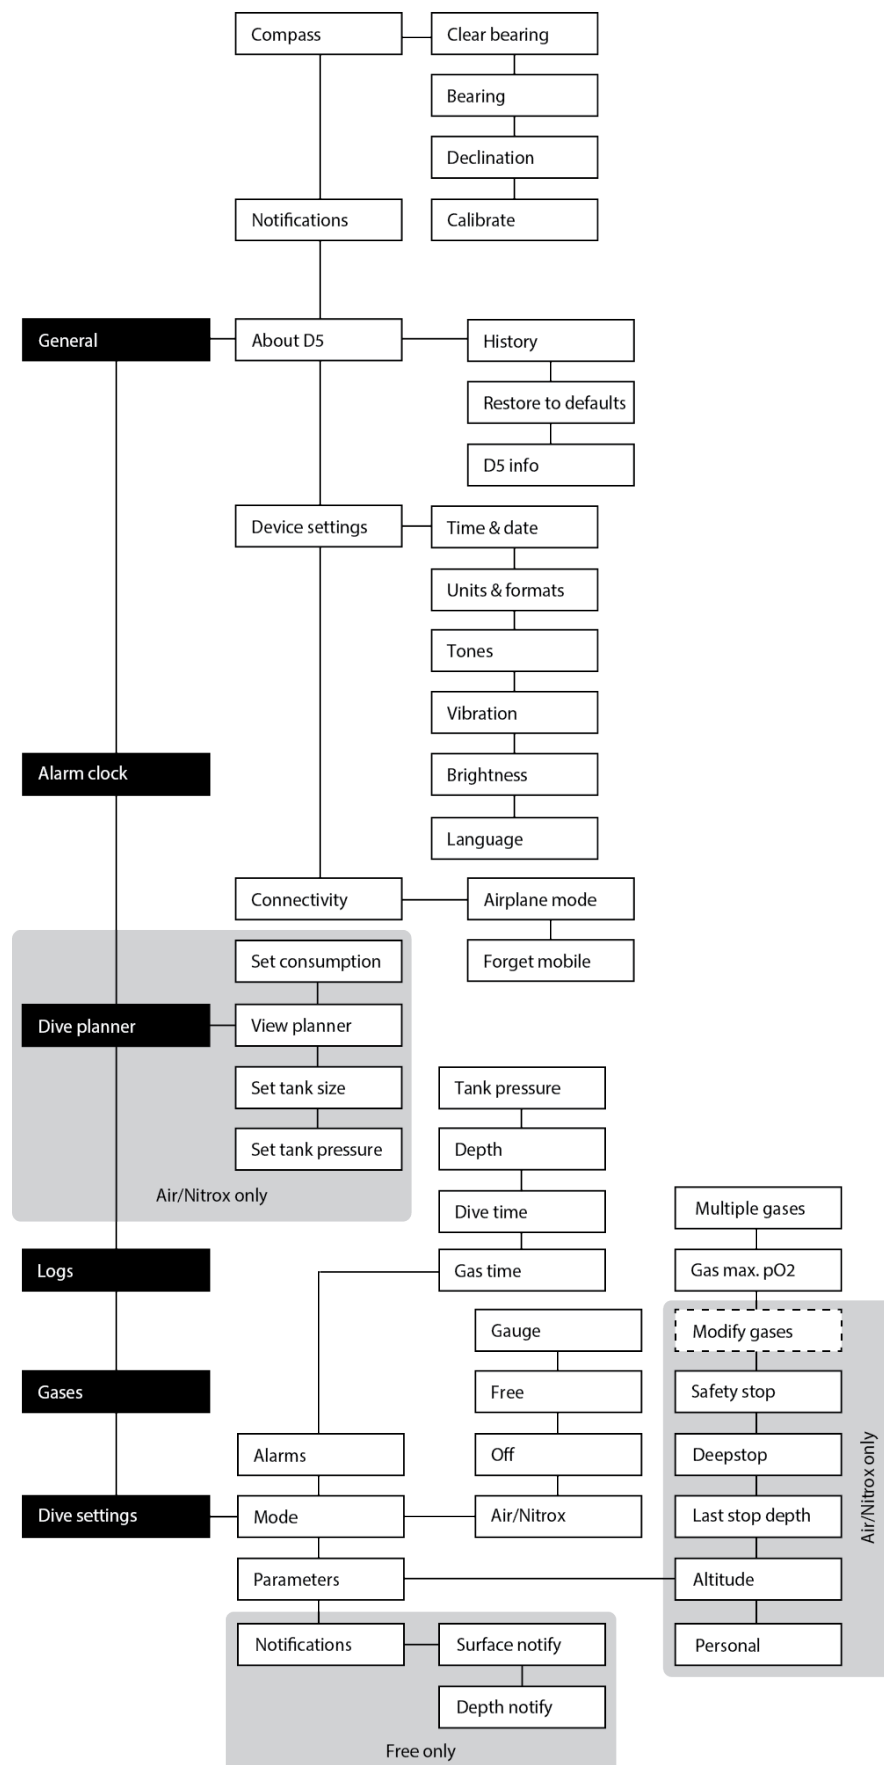 Compass
Clear bearing
Bearing
Declination
Notifications
Calibrate
General
About D5
History
Restore to defaults
D5 info
Device settings
Time & date
Units & formats
Tones
Vibration
Alarm clock
Brightness
Language
Connectivity
Airplane mode
Set consumption
Forget mobile
Dive planner
View planner
Set tank size
Tank pressure
Set tank pressure
Depth
Air/Nitrox only
Dive time
Multiple gases
Logs
Gas time
Gas max. pO2
Gauge
Modify gases
Gases
Free
Safety stop
Alarms
Off
Deepstop
Air/Nitrox only
Dive settings
Mode
Air/Nitrox
Last stop depth
Parameters
Altitude
Notifications
Surface notify
Personal
Depth notify
Free only